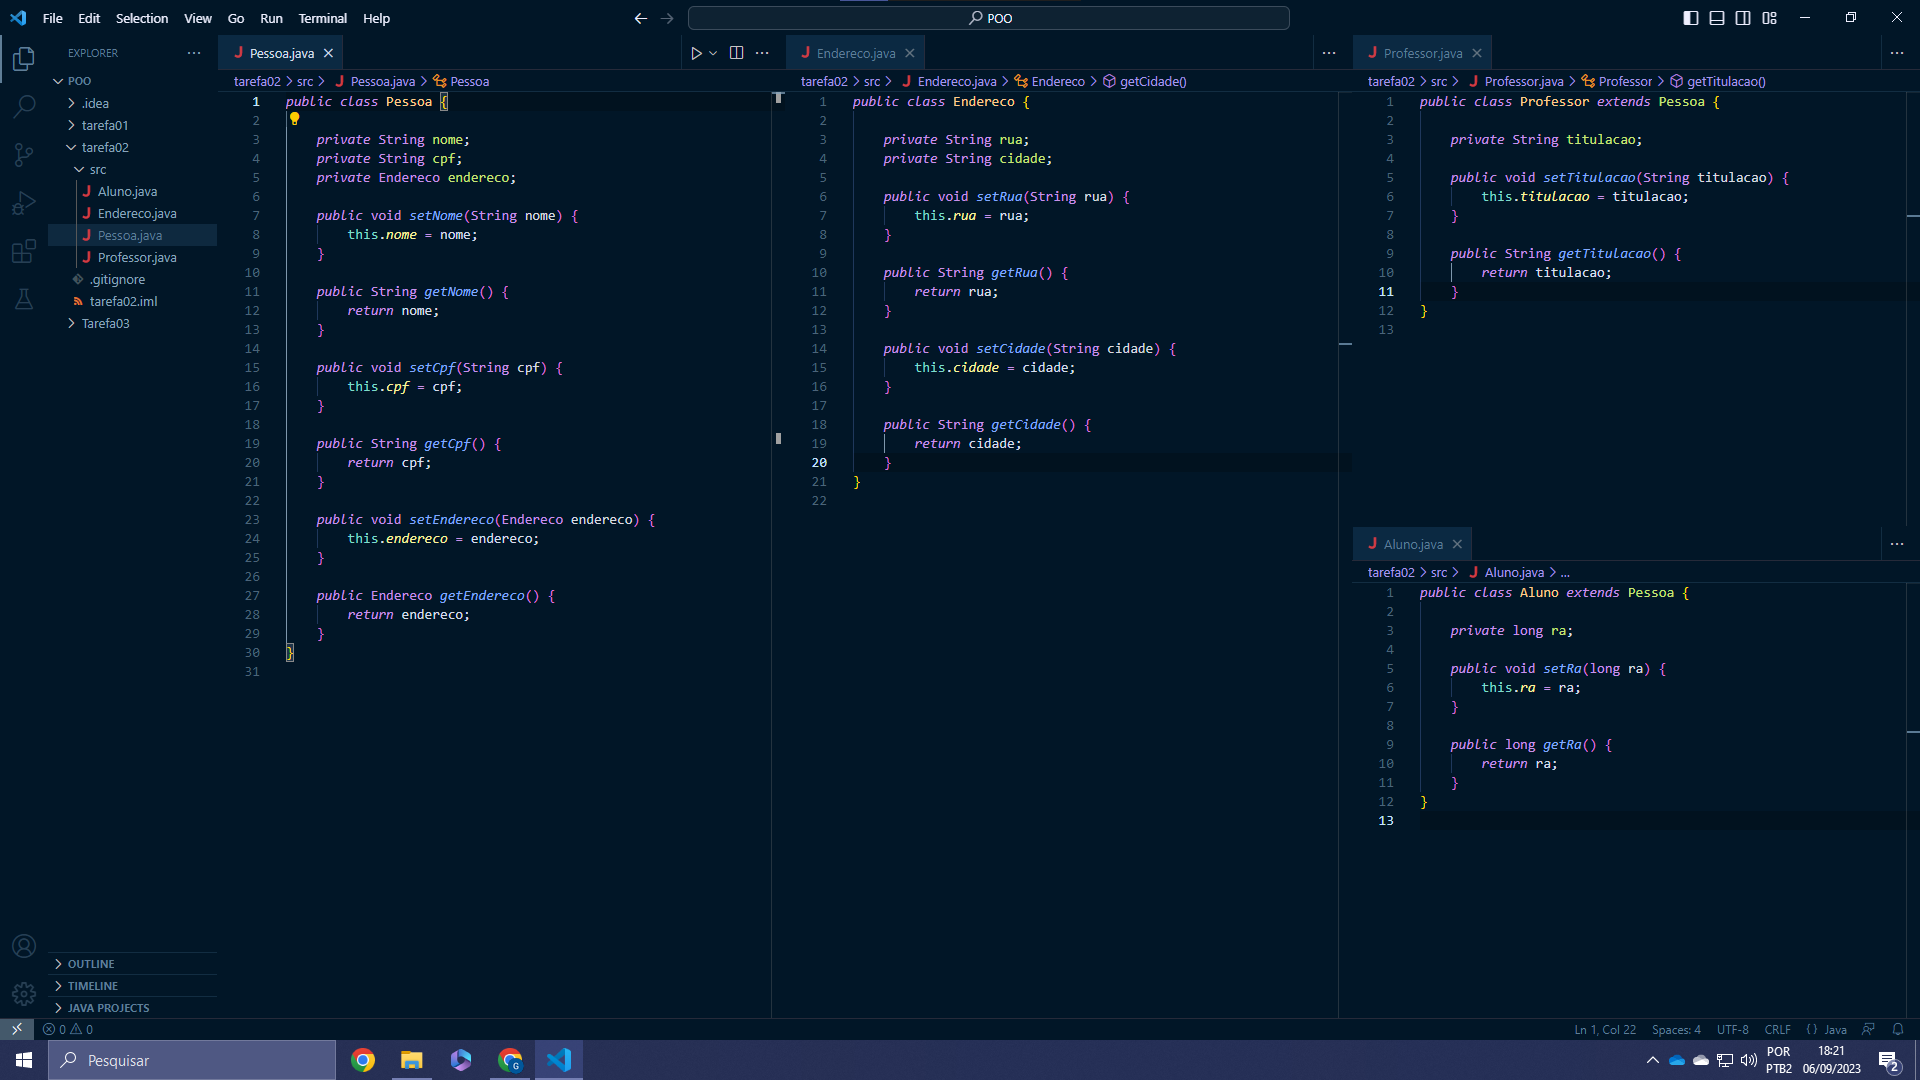 File Edit Selection View Go Run Terminal Help
POO
EXPLORER
POO
.idea
tarefa01
tarefa02
src
Aluno.java
Endereco.java
Pessoa.java
Professor.java
.gitignore
tarefa02.iml
Tarefa03
OUTLINE
TIMELINE
JAVA PROJECTS
Pessoa.java
tarefa02 > src > Pessoa.java > Pessoa
1 public class Pessoa {
2
3 private String nome;
4 private String cpf;
5 private Endereco endereco;
6
7 public void setNome(String nome) {
8 this.nome = nome;
9 }
10
11 public String getNome() {
12 return nome;
13 }
14
15 public void setCpf(String cpf) {
16 this.cpf = cpf;
17 }
18
19 public String getCpf() {
20 return cpf;
21 }
22
23 public void setEndereco(Endereco endereco) {
24 this.endereco = endereco;
25 }
26
27 public Endereco getEndereco() {
28 return endereco;
29 }
30 }
31
Endereco.java
tarefa02 > src > Endereco.java > Endereco > getCidade()
1 public class Endereco {
2
3 private String rua;
4 private String cidade;
5
6 public void setRua(String rua) {
7 this.rua = rua;
8 }
9
10 public String getRua() {
11 return rua;
12 }
13
14 public void setCidade(String cidade) {
15 this.cidade = cidade;
16 }
17
18 public String getCidade() {
19 return cidade;
20 }
21 }
22
Professor.java
tarefa02 > src > Professor.java > Professor > getTitulacao()
1 public class Professor extends Pessoa {
2
3 private String titulacao;
4
5 public void setTitulacao(String titulacao) {
6 this.titulacao = titulacao;
7 }
8
9 public String getTitulacao() {
10 return titulacao;
11 }
12 }
13
Aluno.java
tarefa02 > src > Aluno.java > ...
1 public class Aluno extends Pessoa {
2
3 private long ra;
4
5 public void setRa(long ra) {
6 this.ra = ra;
7 }
8
9 public long getRa() {
10 return ra;
11 }
12 }
13
0 0
Ln 1, Col 22 Spaces: 4 UTF-8 CRLF {} Java
Pesquisar
G
POR
PTB2
18:21
06/09/2023
2